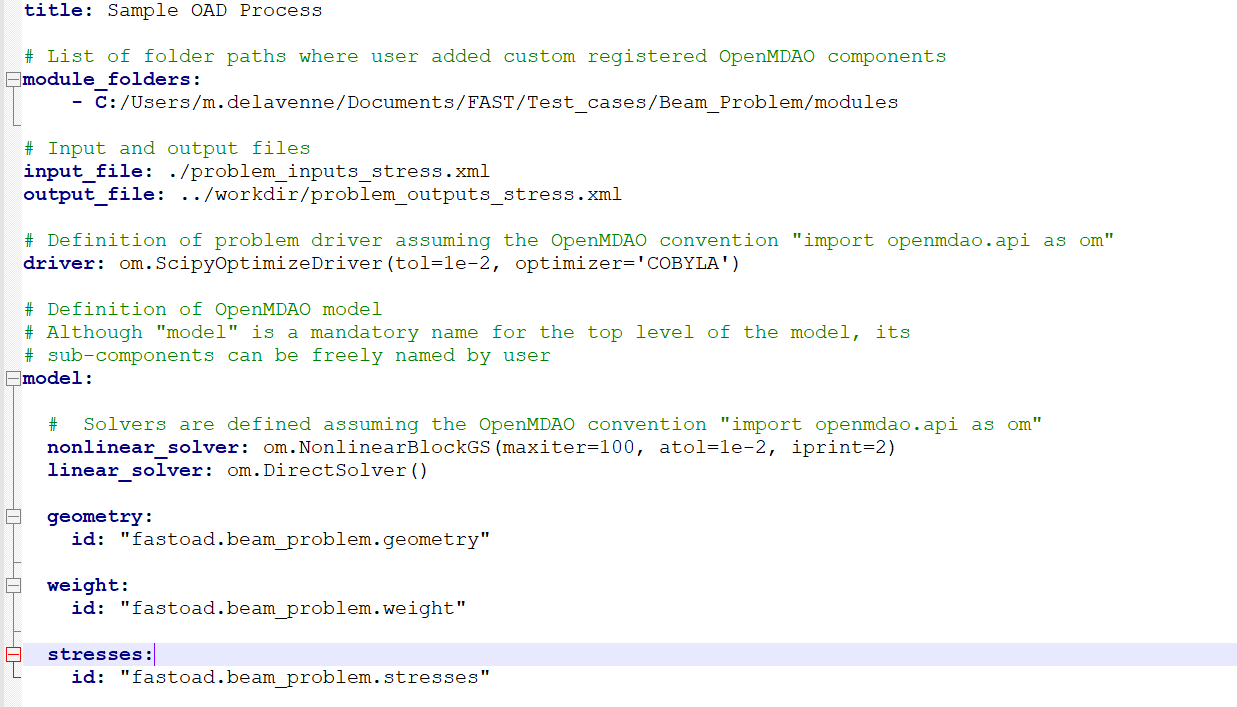 title: Sample OAD Process
# List of folder paths where user added custom registered OpenMDAO components
module_folders:
- C:/Users/m.delavenne/Documents/FAST/Test_cases/Beam_Problem/modules
# Input and output files
input_file: ./problem_inputs_stress.xml
output_file: ../workdir/problem_outputs_stress.xml
# Definition of problem driver assuming the OpenMDAO convention "import openmdao.api as om"
driver: om.ScipyOptimizeDriver(tol=1e-2, optimizer='COBYLA')
# Definition of OpenMDAO model
# Although "model" is a mandatory name for the top level of the model, its
# sub-components can be freely named by user
model:
#  Solvers are defined assuming the OpenMDAO convention "import openmdao.api as om"
nonlinear_solver: om.NonlinearBlockGS(maxiter=100, atol=1e-2, iprint=2)
linear_solver: om.DirectSolver()
geometry:
id: "fastoad.beam_problem.geometry"
weight:
id: "fastoad.beam_problem.weight"
stresses:
id: "fastoad.beam_problem.stresses"